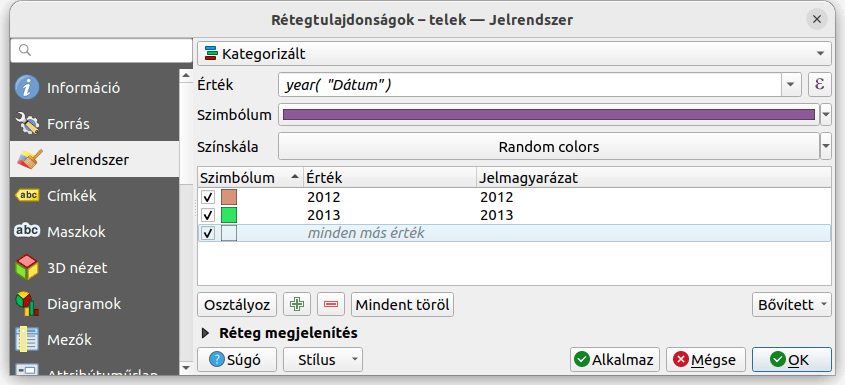 Rétegtulajdonságok – telek — Jelrendszer
Kategorizált
Információ
Érték
year( "Dátum" )
ε
Forrás
Szimbólum
Jelrendszer
Színskála
Random colors
Szimbólum Érték Jelmagyarázat
abc Címkék
2012 2012
2013 2013
abc Maszkok
minden más érték
3D nézet
Diagramok
Osztályoz
Mindent töröl
Bővített
Mezők
Réteg megjelenítés
Attribútuműrlap
? Súgó
Stílus
Alkalmaz
Mégse
OK